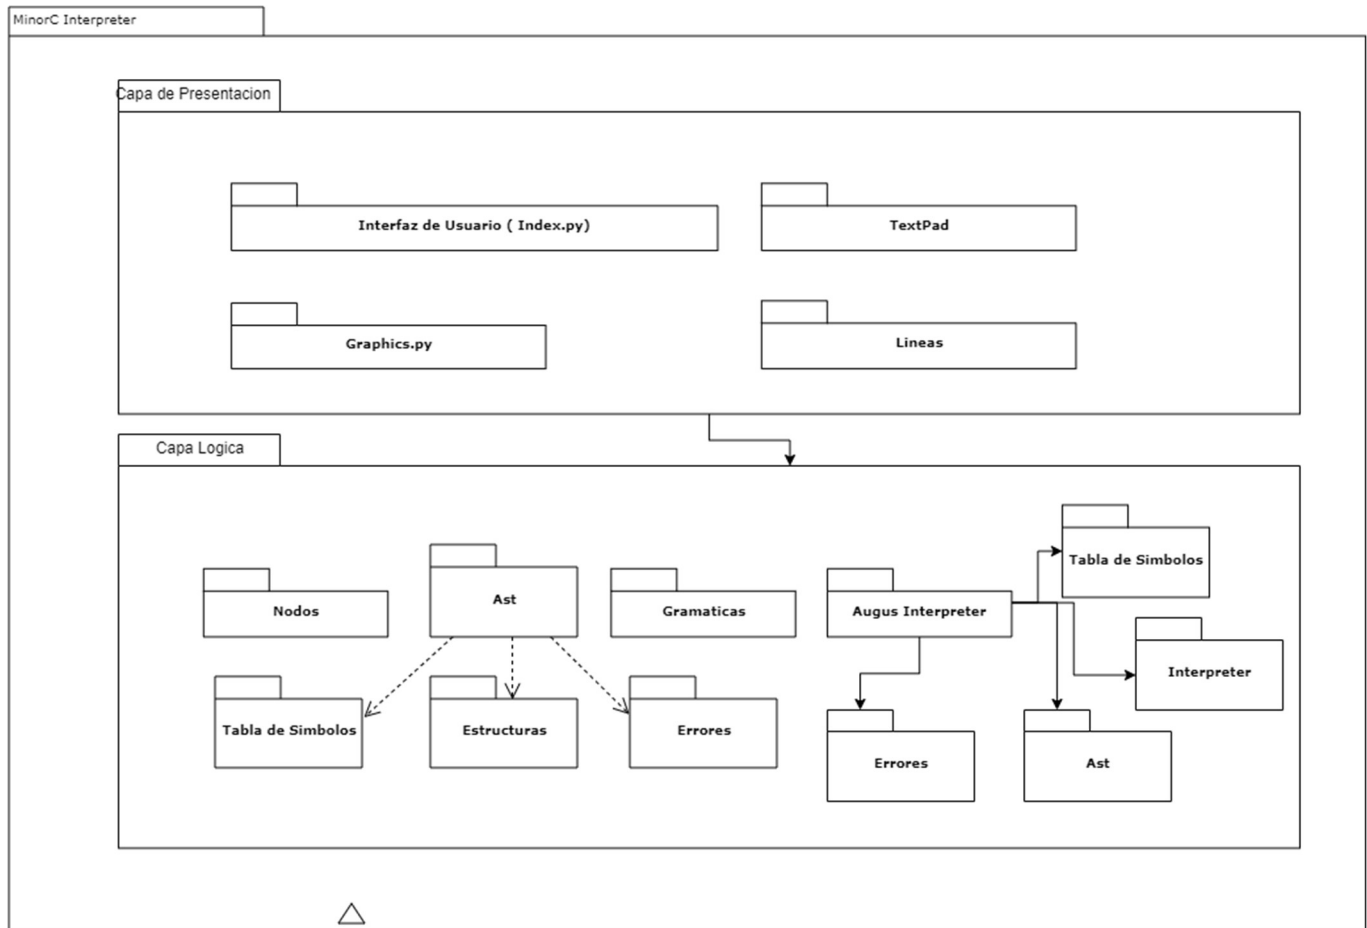 MinorC Interpreter
Capa de Presentacion
Interfaz de Usuario ( Index.py)
TextPad
Graphics.py
Lineas
Capa Logica
Tabla de Simbolos
Ast
Nodos
Gramaticas
Augus Interpreter
Interpreter
Tabla de Simbolos
Estructuras
Errores
Errores
Ast